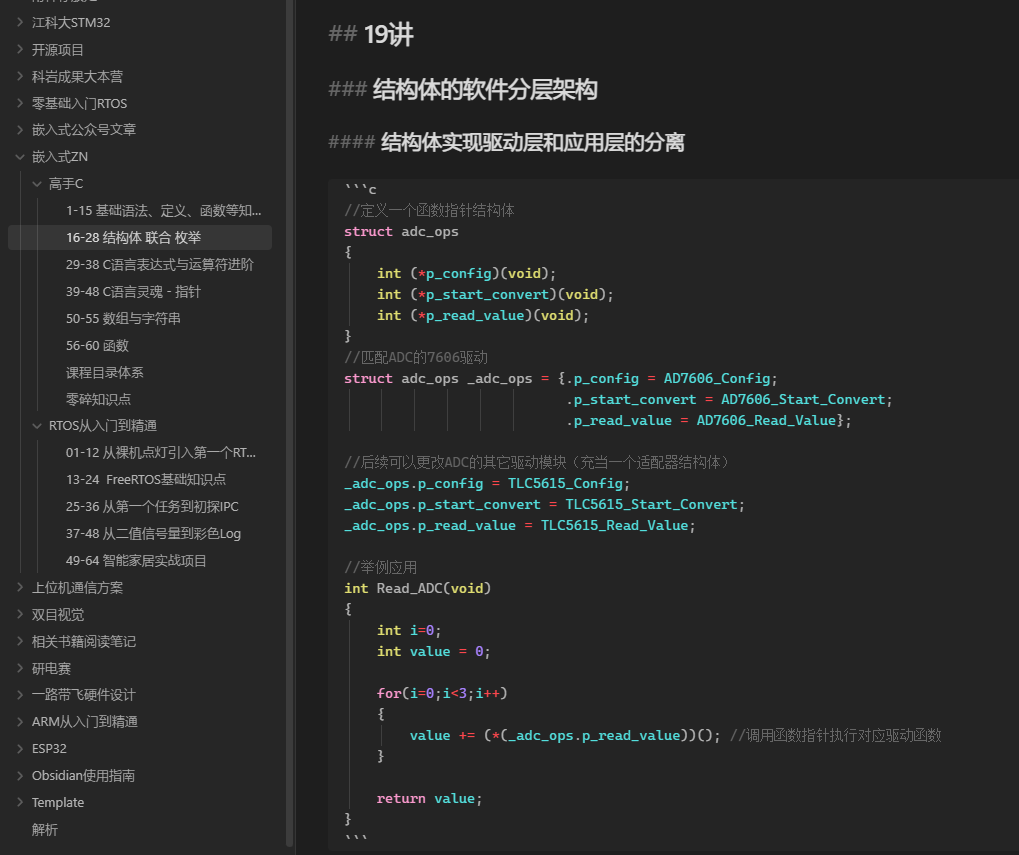 江科大STM32
开源项目
科岩成果大本营
零基础入门RTOS
嵌入式公众号文章
嵌入式ZN
高手C
1-15 基础语法、定义、函数等知...
16-28 结构体 联合 枚举
29-38 C语言表达式与运算符进阶
39-48 C语言灵魂 - 指针
50-55 数组与字符串
56-60 函数
课程目录体系
零碎知识点
RTOS从入门到精通
01-12 从裸机点灯引入第一个RT...
13-24  FreeRTOS基础知识点
25-36 从第一个任务到初探IPC
37-48 从二值信号量到彩色Log
49-64 智能家居实战项目
上位机通信方案
双目视觉
相关书籍阅读笔记
研电赛
一路带飞硬件设计
ARM从入门到精通
ESP32
Obsidian使用指南
Template
解析
## 19讲
### 结构体的软件分层架构
#### 结构体实现驱动层和应用层的分离
```c
//定义一个函数指针结构体
struct adc_ops
{
    int (*p_config)(void);
    int (*p_start_convert)(void);
    int (*p_read_value)(void);
}
//匹配ADC的7606驱动
struct adc_ops _adc_ops = {.p_config = AD7606_Config;
                           .p_start_convert = AD7606_Start_Convert;
                           .p_read_value = AD7606_Read_Value};
//后续可以更改ADC的其它驱动模块（充当一个适配器结构体）
_adc_ops.p_config = TLC5615_Config;
_adc_ops.p_start_convert = TLC5615_Start_Convert;
_adc_ops.p_read_value = TLC5615_Read_Value;
//举例应用
int Read_ADC(void)
{
    int i=0;
    int value = 0;
    for(i=0;i<3;i++)
    {
        value += (*(_adc_ops.p_read_value))(); //调用函数指针执行对应驱动函数
    }
    return value;
}
```